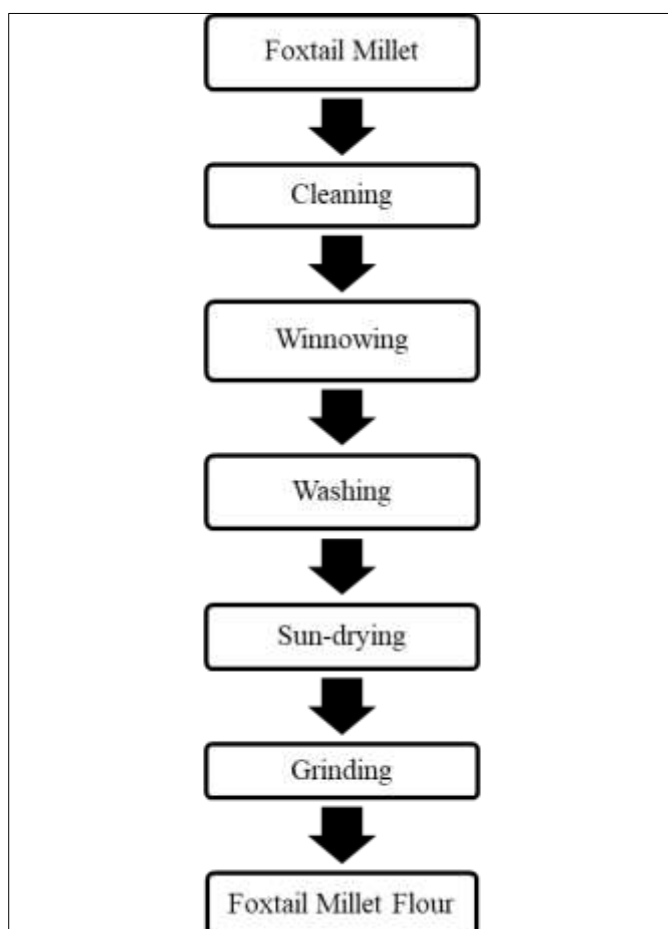 Foxtail Millet
Cleaning
Winnowing
Washing
Sun-drying
Grinding
Foxtail Millet Flour